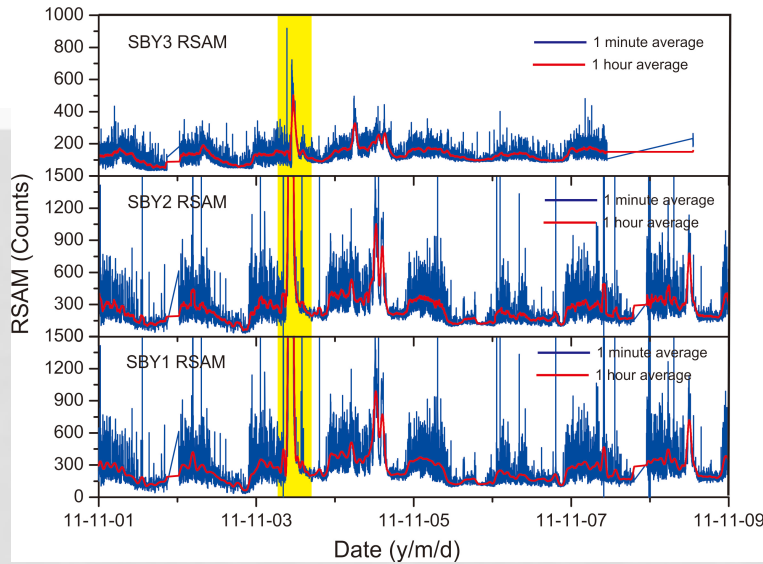 1000
SBY3 RSAM
1 minute average
800
1 hour average
600
400
200
1500
SBY2 RSAM
1 minute average
1200
1 hour average
900
600
300
RSAM (Counts)
1500
SBY1 RSAM
1 minute average
1200
1 hour average
900
600
300
0
11-11-01 11-11-03 11-11-05 11-11-07 11-11-09
Date (y/m/d)